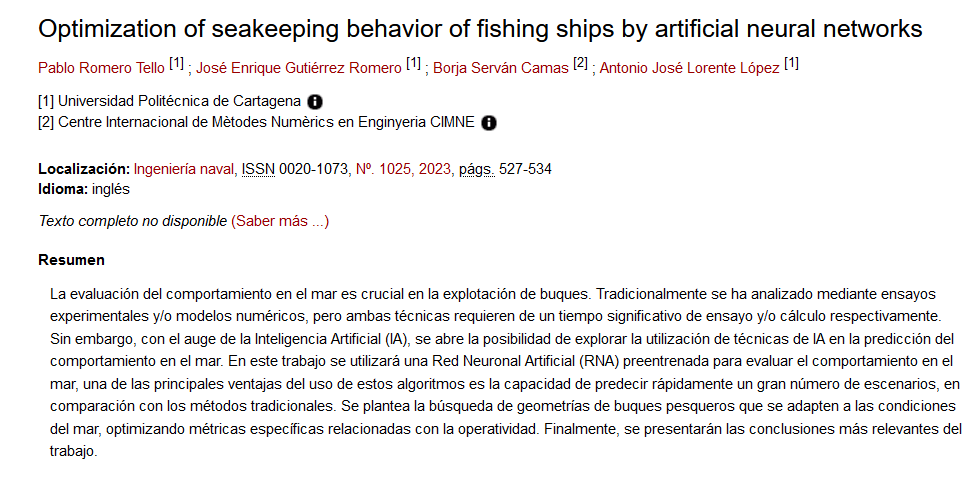 Optimization of seakeeping behavior of fishing ships by artificial neural networks
Pablo Romero Tello [1] ; José Enrique Gutiérrez Romero [1] ; Borja Serván Camas [2] ; Antonio José Lorente López [1]
[1] Universidad Politécnica de Cartagena
[2] Centre Internacional de Mètodes Numèrics en Enginyeria CIMNE
Localización: Ingeniería naval, ISSN 0020-1073, Nº. 1025, 2023, págs. 527-534
Idioma: inglés
Texto completo no disponible (Saber más ...)
Resumen
La evaluación del comportamiento en el mar es crucial en la explotación de buques. Tradicionalmente se ha analizado mediante ensayos
experimentales y/o modelos numéricos, pero ambas técnicas requieren de un tiempo significativo de ensayo y/o cálculo respectivamente.
Sin embargo, con el auge de la Inteligencia Artificial (IA), se abre la posibilidad de explorar la utilización de técnicas de IA en la predicción del
comportamiento en el mar. En este trabajo se utilizará una Red Neuronal Artificial (RNA) preentrenada para evaluar el comportamiento en el
mar, una de las principales ventajas del uso de estos algoritmos es la capacidad de predecir rápidamente un gran número de escenarios, en
comparación con los métodos tradicionales. Se plantea la búsqueda de geometrías de buques pesqueros que se adapten a las condiciones
del mar, optimizando métricas específicas relacionadas con la operatividad. Finalmente, se presentarán las conclusiones más relevantes del
trabajo.